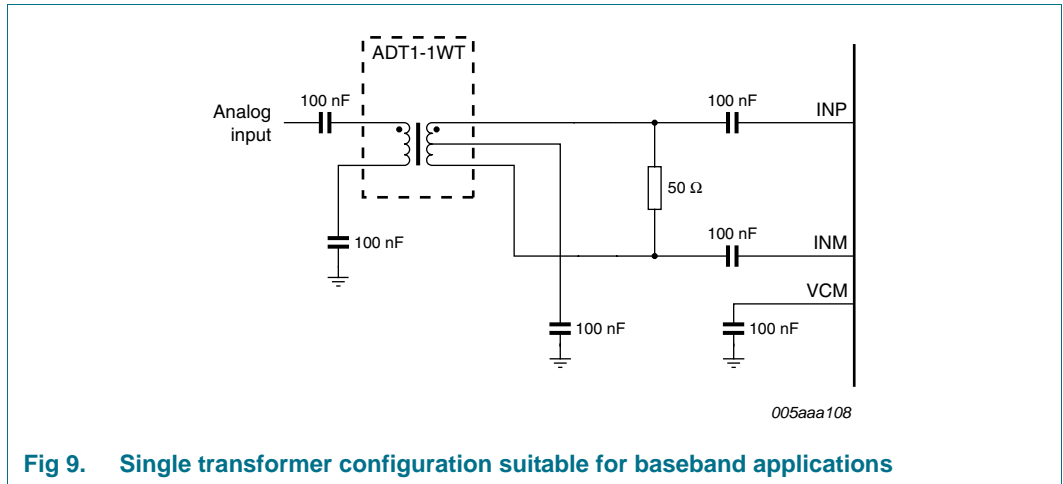 ADT1-1WT
100 nF
100 nF
Analog
input
INP
50 Ω
100 nF
100 nF
INM
VCM
100 nF
100 nF
005aaa108
Fig 9. Single transformer configuration suitable for baseband applications